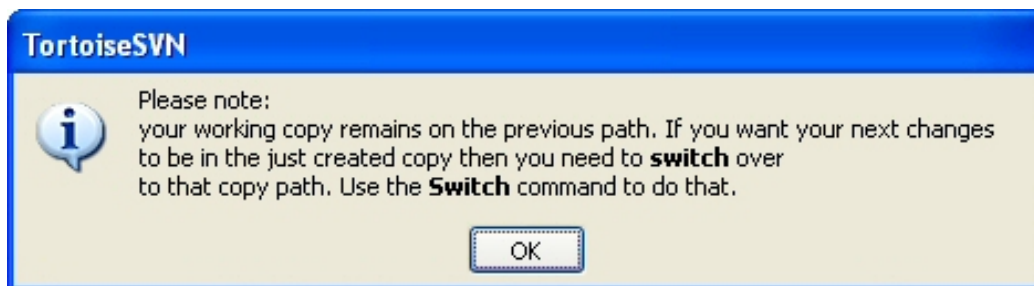 TortoiseSVN
Please note:
your working copy remains on the previous path. If you want your next changes
to be in the just created copy then you need to switch over
to that copy path. Use the Switch command to do that.
OK